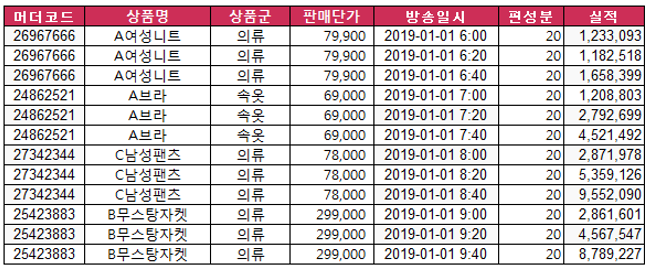 머더코드 상품명 상품군 판매단가 방송일시 편성분 실적
26967666 A여성니트 의류 79,900 2019-01-01 6:00 20 1,233,093
26967666 A여성니트 의류 79,900 2019-01-01 6:20 20 1,182,518
26967666 A여성니트 의류 79,900 2019-01-01 6:40 20 1,658,399
24862521 A브라 속옷 69,000 2019-01-01 7:00 20 1,208,803
24862521 A브라 속옷 69,000 2019-01-01 7:20 20 2,792,699
24862521 A브라 속옷 69,000 2019-01-01 7:40 20 4,521,492
27342344 C남성팬츠 의류 78,000 2019-01-01 8:00 20 2,871,978
27342344 C남성팬츠 의류 78,000 2019-01-01 8:20 20 5,359,126
27342344 C남성팬츠 의류 78,000 2019-01-01 8:40 20 9,552,090
25423883 B무스탕자켓 의류 299,000 2019-01-01 9:00 20 2,861,601
25423883 B무스탕자켓 의류 299,000 2019-01-01 9:20 20 4,567,547
25423883 B무스탕자켓 의류 299,000 2019-01-01 9:40 20 8,789,227